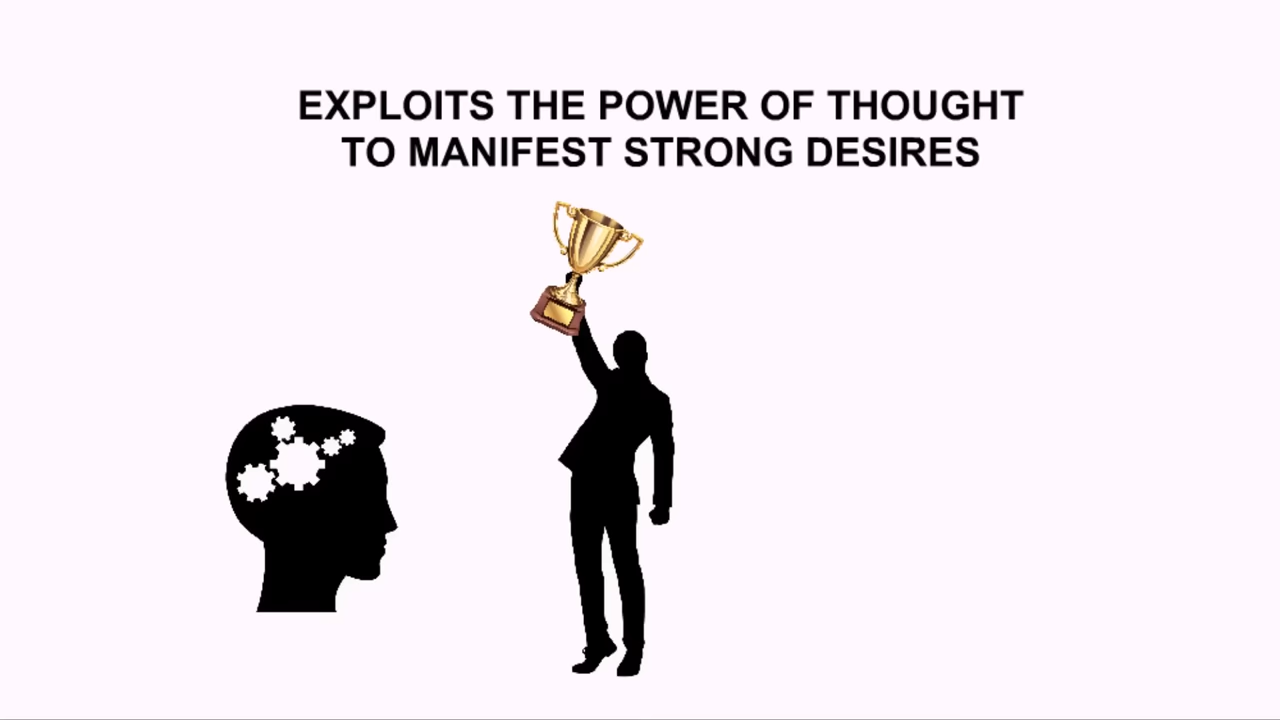 EXPLOITS THE POWER OF THOUGHT
TO MANIFEST STRONG DESIRES